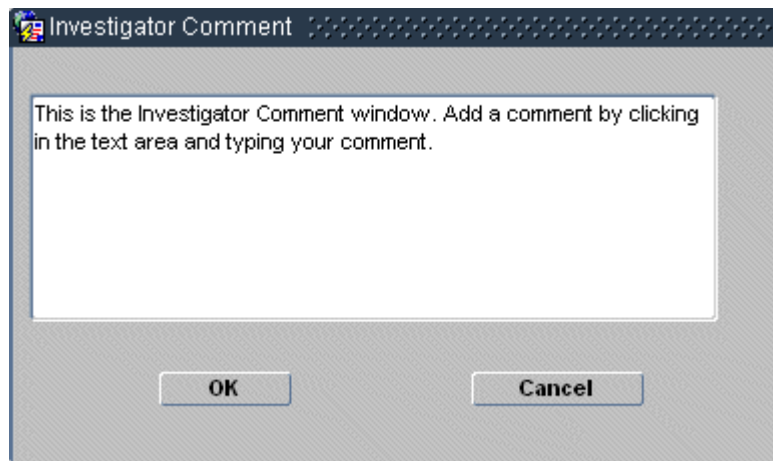 Investigator Comment
This is the Investigator Comment window. Add a comment by clicking
in the text area and typing your comment.
OK
Cancel